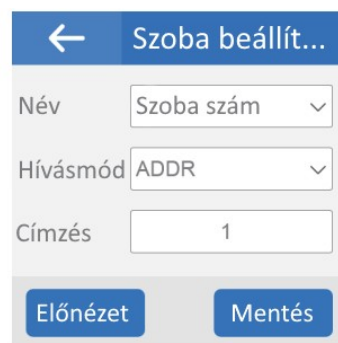 Szoba beállít...
Név Szoba szám
Hívásmód ADDR
Címzés 1
Előnézet Mentés